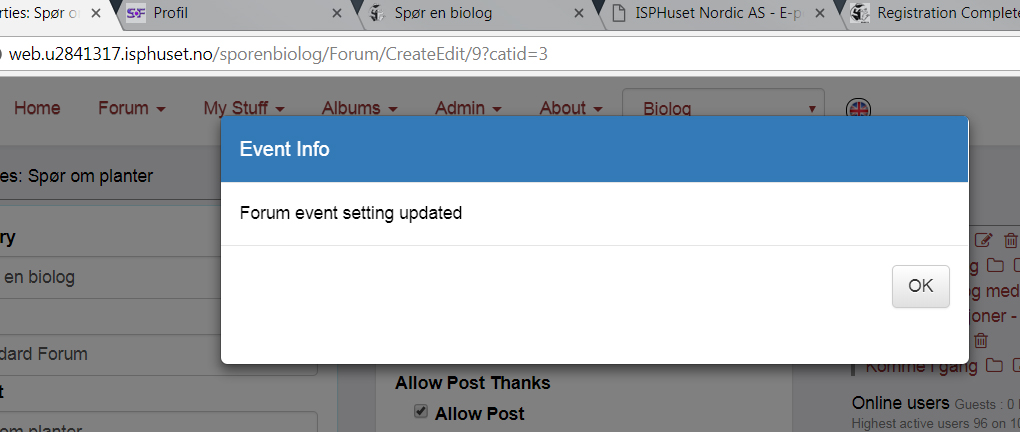 rties: Spør o
Profil
Spør en biolog
ISPHuset Nordic AS - E-p
Registration Complete
web.u2841317.isphuset.no/sporenbiolog/Forum/CreateEdit/9?catid=3
Home
Forum
My Stuff
Albums
Admin
About
Biolog
Event Info
Forum event setting updated
OK
ies: Spør om planter
ry
en biolog
dard Forum
t
om planter
Allow Post Thanks
Allow Post
g
g med
oner -
Komme i gang
Online users Guests : 0
Highest active users 96 on 10